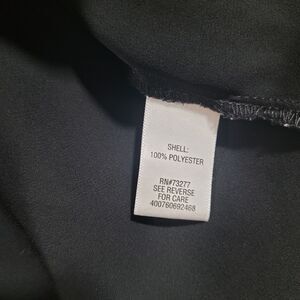 SHELL:
100% POLYESTER
RN#73277
SEE REVERSE
FOR CARE
400760692468